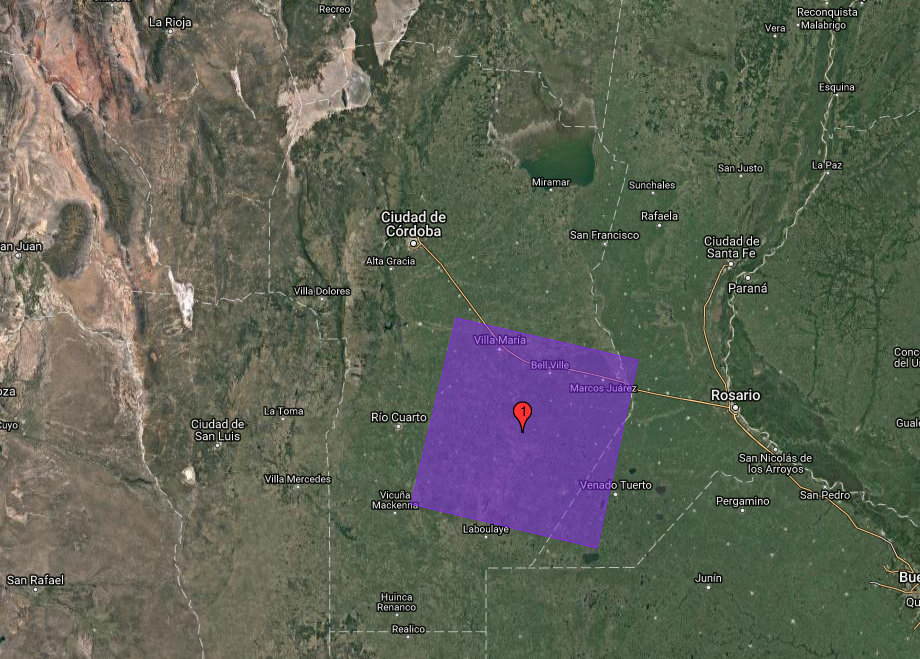 Recreo
La Rioja
Reconquista
Malabrigo
Vera
Esquina
La Paz
San Justo
Miramar
Sunchales
Rafaela
Ciudad de
Córdoba
San Francisco
Ciudad de
Santa Fe
an Juan
Alta Gracia
Paraná
Villa Dolores
Villa María
Bell Ville
Conc
del U
Marcos Juárez
oza
Rosario
La Toma
Río Cuarto
1
Cuyo
Ciudad de
San Luis
Guale
San Nicolás de
los Arroyos
Villa Mercedes
Venado Tuerto
Vicuña
Mackenna
San Pedro
Pergamino
Laboulaye
San Rafael
Junín
Bue
Huinca
Renanco
Qu
Realico